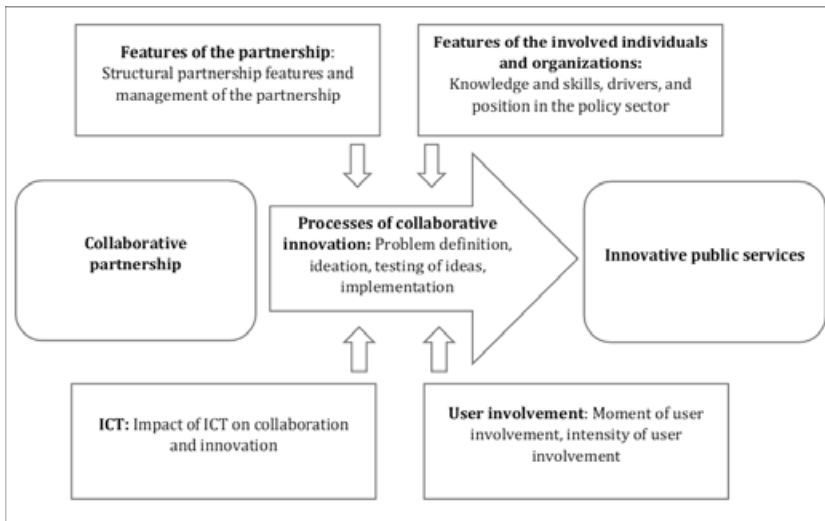 Features of the partnership:
Structural partnership features and
management of the partnership
Features of the involved individuals
and organizations:
Knowledge and skills, drivers, and
position in the policy sector
Collaborative
partnership
Processes of collaborative
innovation: Problem definition,
ideation, testing of ideas,
implementation
Innovative public services
ICT: Impact of ICT on collaboration
and innovation
User involvement: Moment of user
involvement, intensity of user
involvement